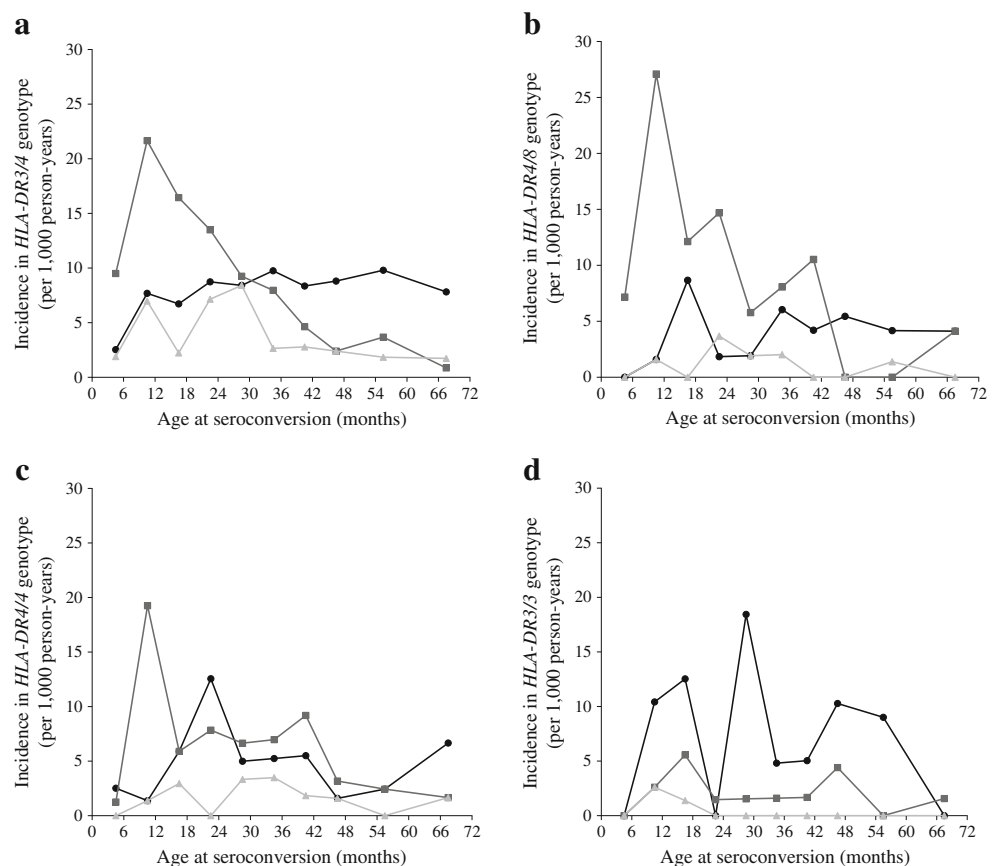 a
Incidence in HLA-DR3/4 genotype
(per 1,000 person-years)
30
25
20
15
10
5
0
0 6 12 18 24 30 36 42 48 54 60 66 72
Age at seroconversion (months)
b
Incidence in HLA-DR4/8 genotype
(per 1,000 person-years)
30
25
20
15
10
5
0
0 6 12 18 24 30 36 42 48 54 60 66 72
Age at seroconversion (months)
c
Incidence in HLA-DR4/4 genotype
(per 1,000 person-years)
30
25
20
15
10
5
0
0 6 12 18 24 30 36 42 48 54 60 66 72
Age at seroconversion (months)
d
Incidence in HLA-DR3/3 genotype
(per 1,000 person-years)
30
25
20
15
10
5
0
0 6 12 18 24 30 36 42 48 54 60 66 72
Age at seroconversion (months)